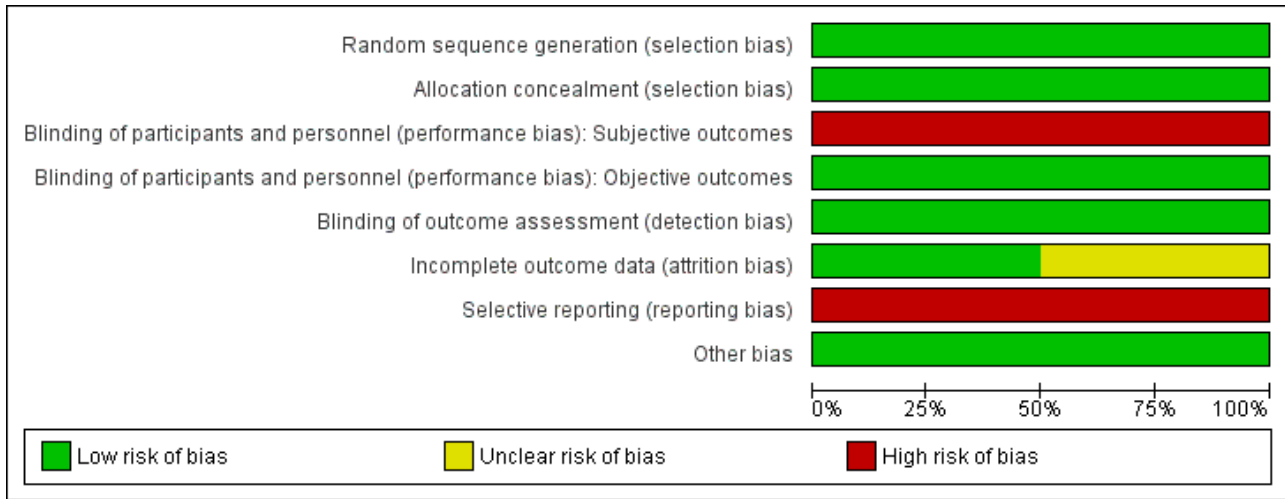 Random sequence generation (selection bias)
Allocation concealment (selection bias)
Blinding of participants and personnel (performance bias): Subjective outcomes
Blinding of participants and personnel (performance bias): Objective outcomes
Blinding of outcome assessment (detection bias)
Incomplete outcome data (attrition bias)
Selective reporting (reporting bias)
Other bias
0% 25% 50% 75% 100%
Low risk of bias Unclear risk of bias High risk of bias